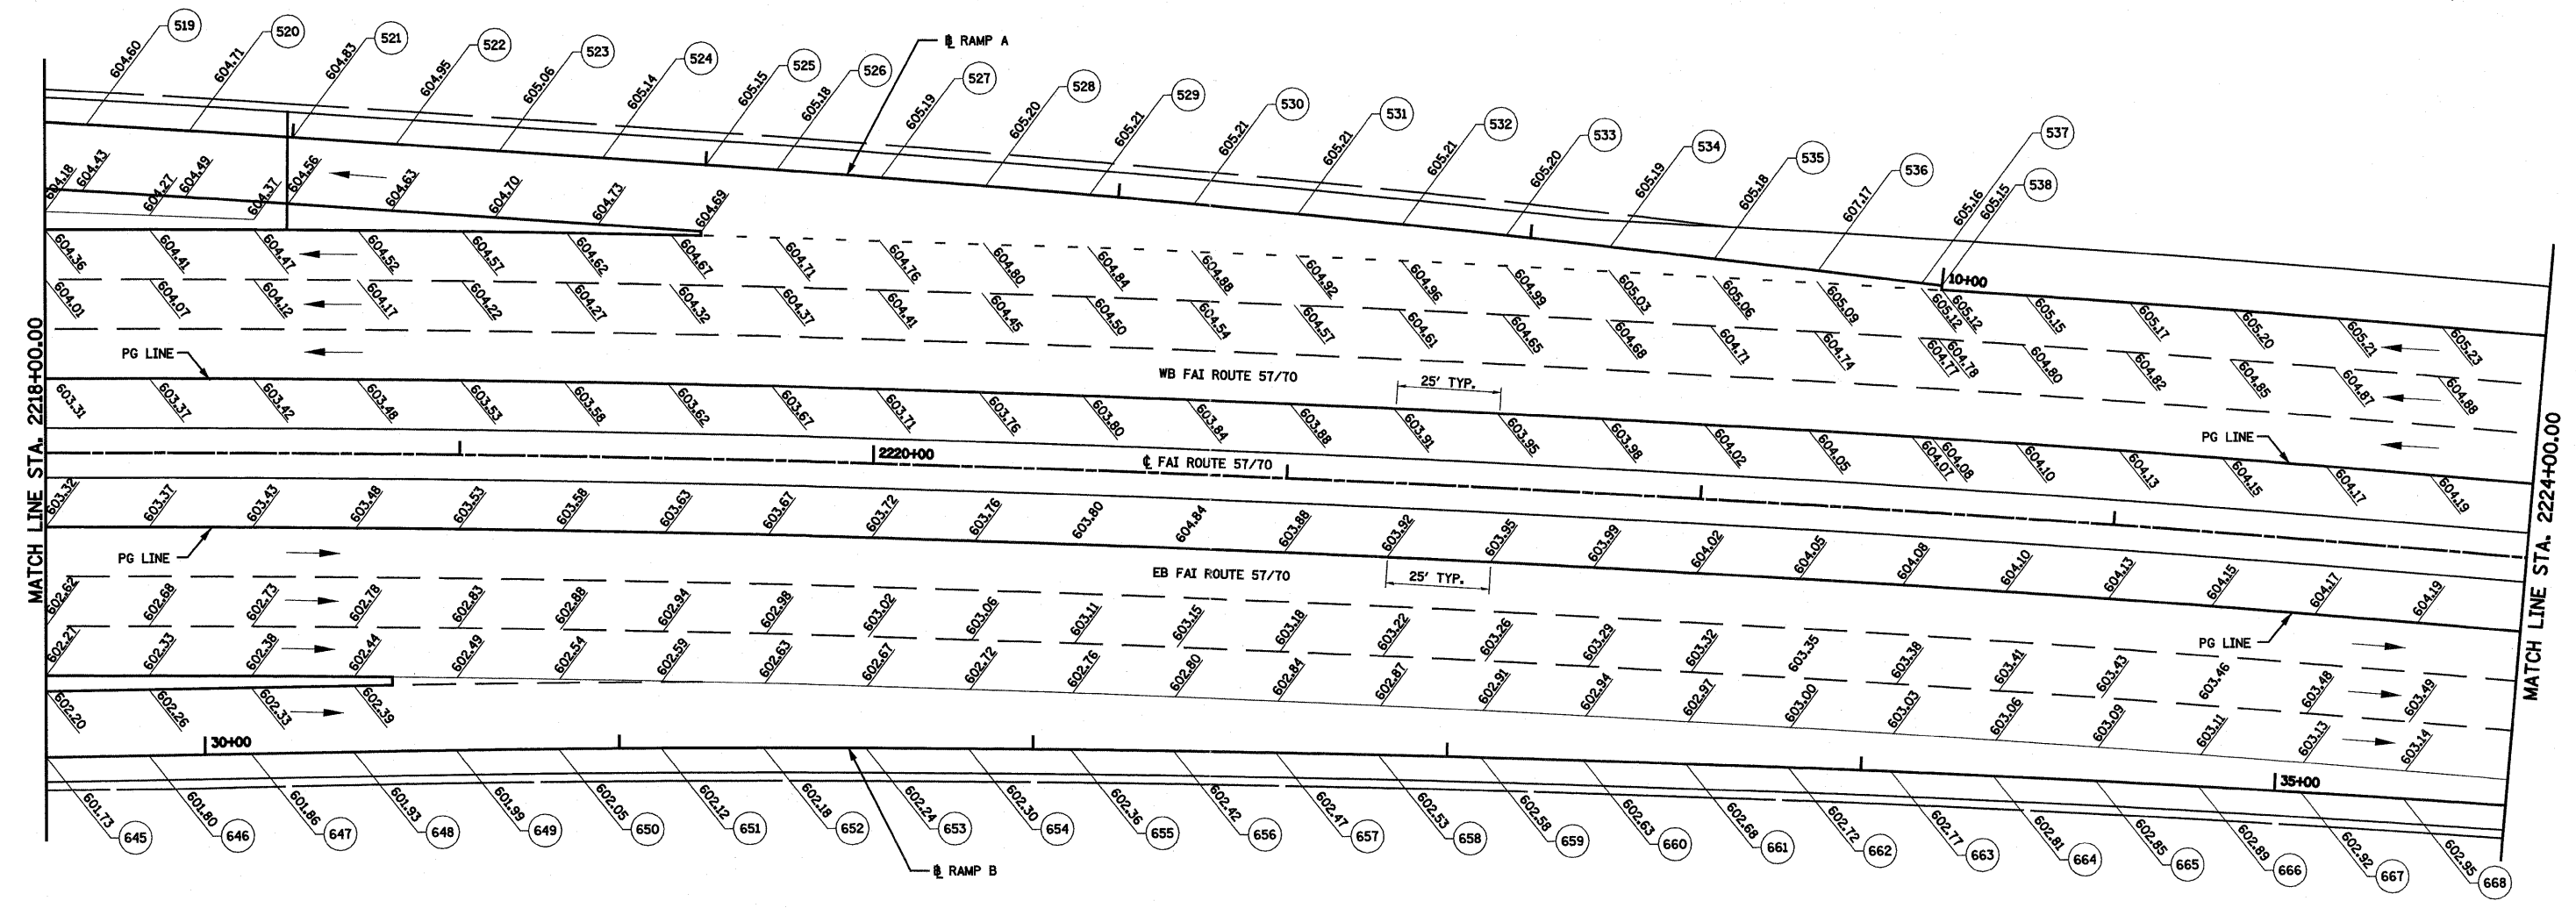 519 520 521 522 523 524 525 526 527 528 529 530 531 532 533 534 535 536 537 538
604.60 604.71 604.83 604.95 605.06 605.14 605.15 605.18 605.19 605.20 605.21 605.21 605.21 605.21 605.20 605.19 605.18 607.17 605.16 605.15
℄ RAMP A
604.18 604.43 604.27 604.49 604.37 604.56 604.63 604.70 604.73 604.69
10+00
604.36 604.41 604.47 604.52 604.57 604.62 604.67 604.71 604.76 604.80 604.84 604.88 604.92 604.96 604.99 605.03 605.06 605.09 605.12 605.12 605.15 605.17 605.20 605.21 605.23
604.01 604.07 604.12 604.17 604.22 604.27 604.32 604.37 604.41 604.45 604.50 604.54 604.57 604.61 604.65 604.68 604.71 604.74 604.77 604.78 604.80 604.82 604.85 604.87 604.88
PG LINE
WB FAI ROUTE 57/70
25' TYP.
PG LINE
603.31 603.37 603.42 603.48 603.53 603.58 603.62 603.67 603.71 603.76 603.80 603.84 603.88 603.91 603.95 603.98 604.02 604.05 604.07 604.08 604.10 604.13 604.15 604.17 604.19
MATCH LINE STA. 2218+00.00
2220+00
℄ FAI ROUTE 57/70
MATCH LINE STA. 2224+00.00
603.32 603.37 603.43 603.48 603.53 603.58 603.63 603.67 603.72 603.76 603.80 604.84 603.88 603.92 603.95 603.99 604.02 604.05 604.08 604.10 604.13 604.15 604.17 604.19
PG LINE
EB FAI ROUTE 57/70
25' TYP.
PG LINE
602.62 602.68 602.73 602.78 602.83 602.88 602.94 602.98 603.02 603.06 603.11 603.15 603.18 603.22 603.26 603.29 603.32 603.35 603.38 603.41 603.43 603.46 603.48 603.49
602.27 602.33 602.38 602.44 602.49 602.54 602.59 602.63 602.67 602.72 602.76 602.80 602.84 602.87 602.91 602.94 602.97 603.00 603.03 603.06 603.09 603.11 603.13 603.14
602.20 602.26 602.33 602.39
30+00
35+00
601.73 601.80 601.86 601.93 601.99 602.05 602.12 602.18 602.24 602.30 602.36 602.42 602.47 602.53 602.58 602.63 602.68 602.72 602.77 602.81 602.85 602.89 602.92 602.95
645 646 647 648 649 650 651 652 653 654 655 656 657 658 659 660 661 662 663 664 665 666 667 668
℄ RAMP B